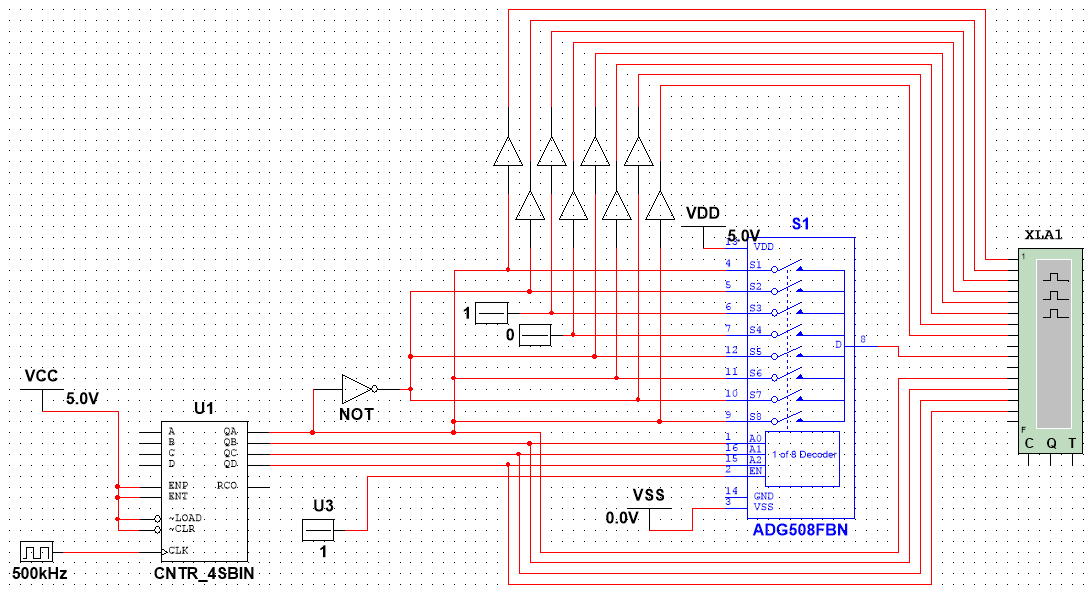 VDD
5.0V
S1
XLA1
13
VDD
4 S1
5 S2
1
6 S3
0
7 S4
12 S5
D 8
11 S6
10 S7
9 S8
1
F
C Q T
VCC
5.0V
NOT
U1
A QA
B QB
C QC
D QD
ENP RCO
ENT
~LOAD
~CLR
CLK
500kHz
CNTR_4SBIN
U3
1
1 A0
16 A1
15 A2
2 EN
1 of 8 Decoder
14 GND
3 VSS
VSS
0.0V
ADG508FBN